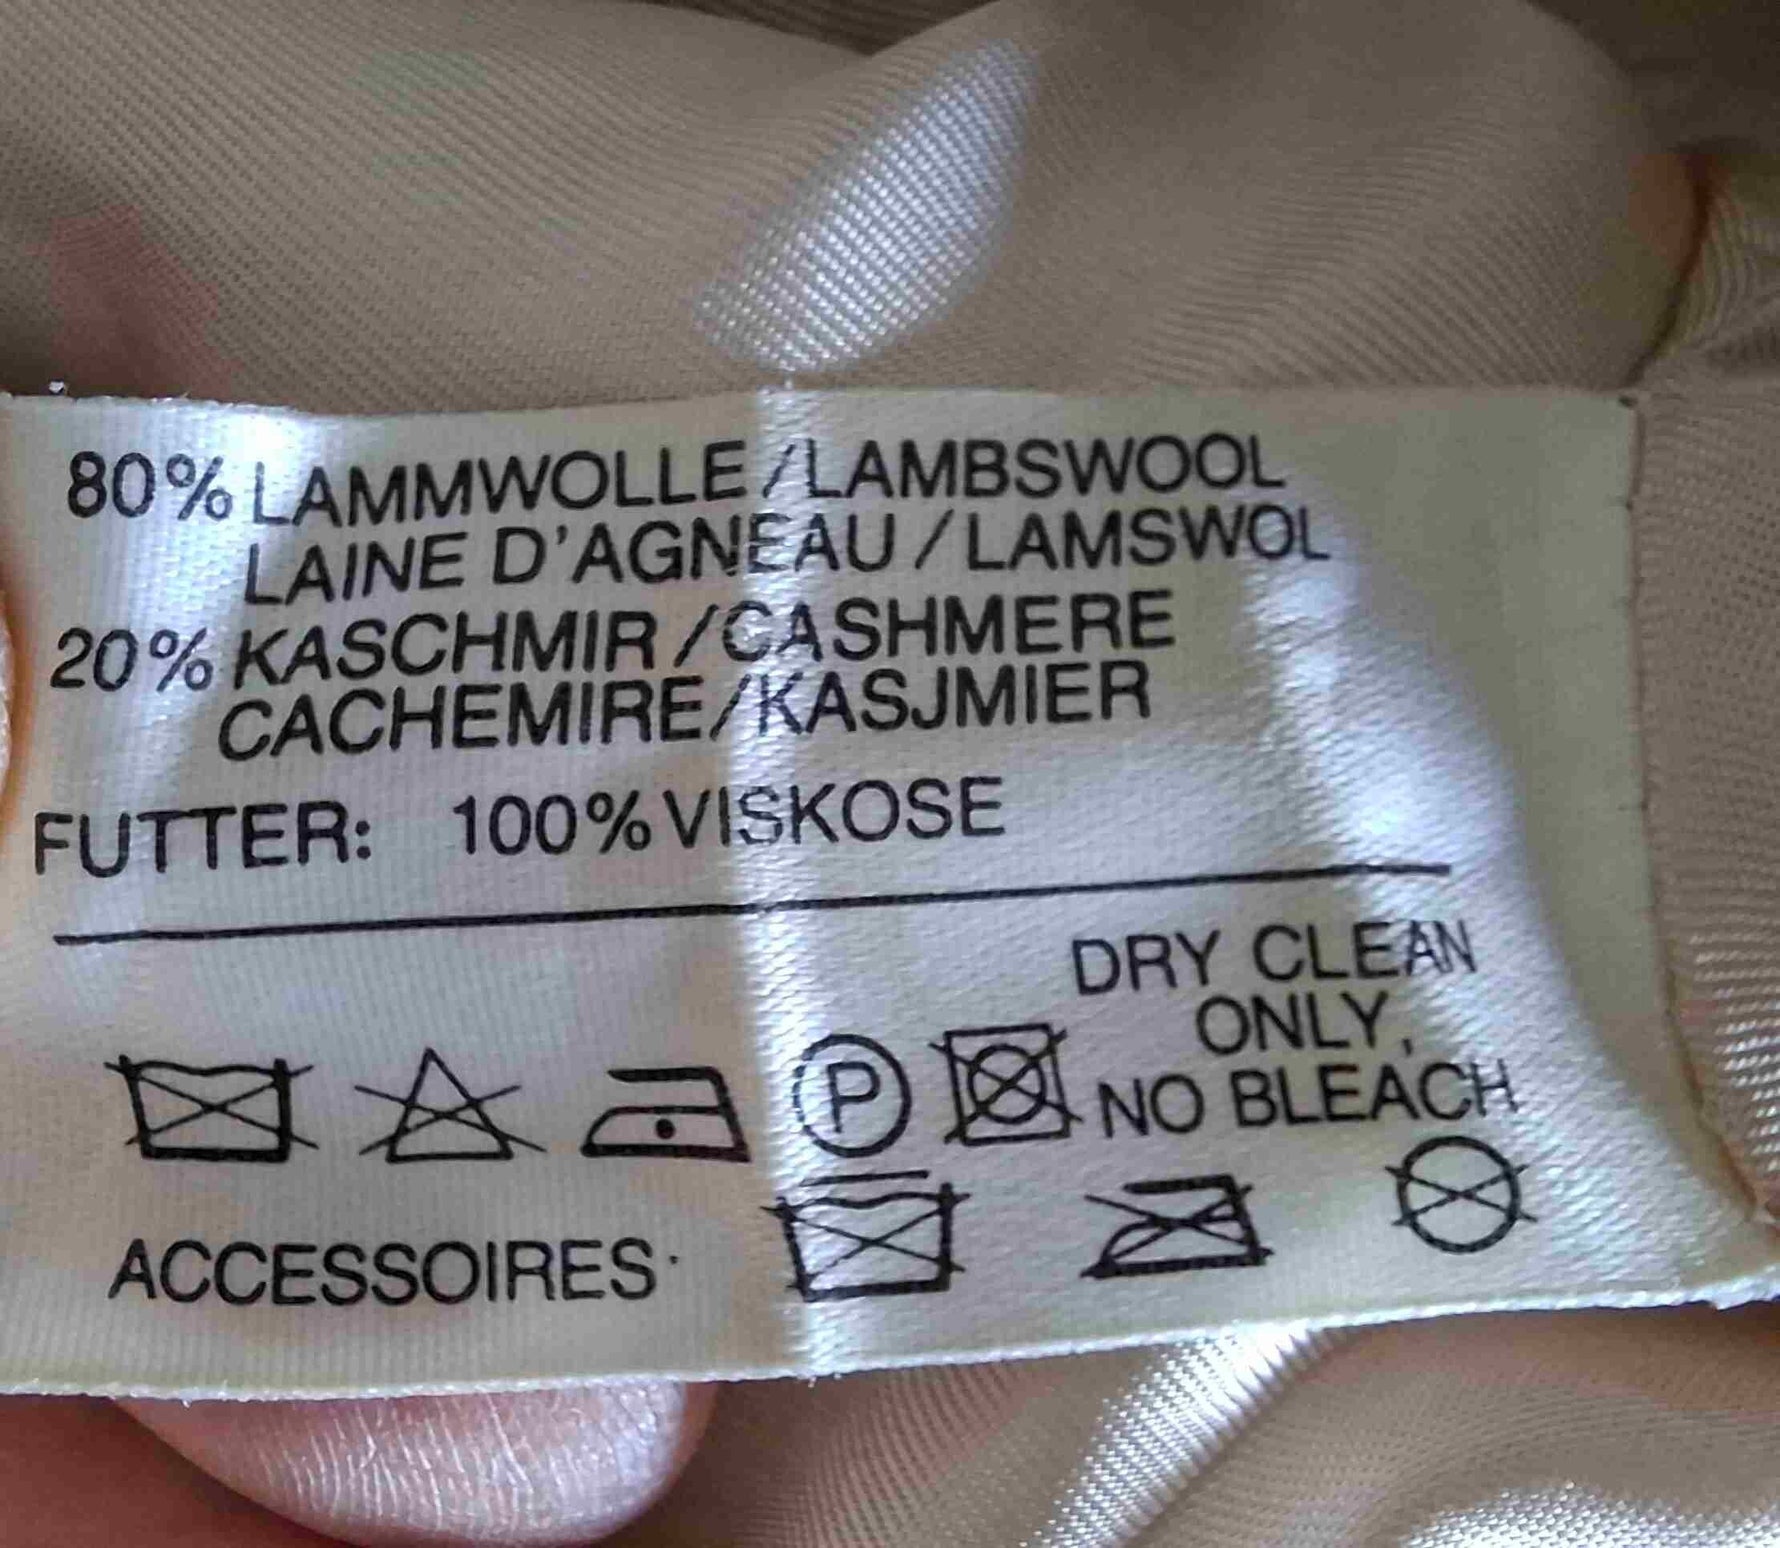 80% LAMMWOLLE/LAMBSWOOL
LAINE D'AGNEAU/LAMSWOL
20% KASCHMIR/CASHMERE
CACHEMIRE/KASJMIER
FUTTER: 100% VISKOSE
DRY CLEAN
ONLY,
P NO BLEACH
ACCESSOIRES: